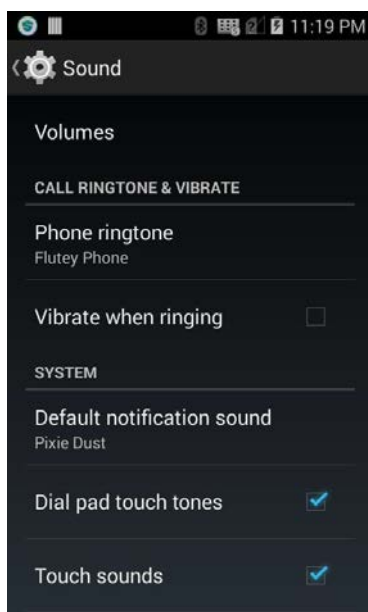 11:19 PM
Sound
Volumes
CALL RINGTONE & VIBRATE
Phone ringtone
Flutey Phone
Vibrate when ringing
SYSTEM
Default notification sound
Pixie Dust
Dial pad touch tones
Touch sounds